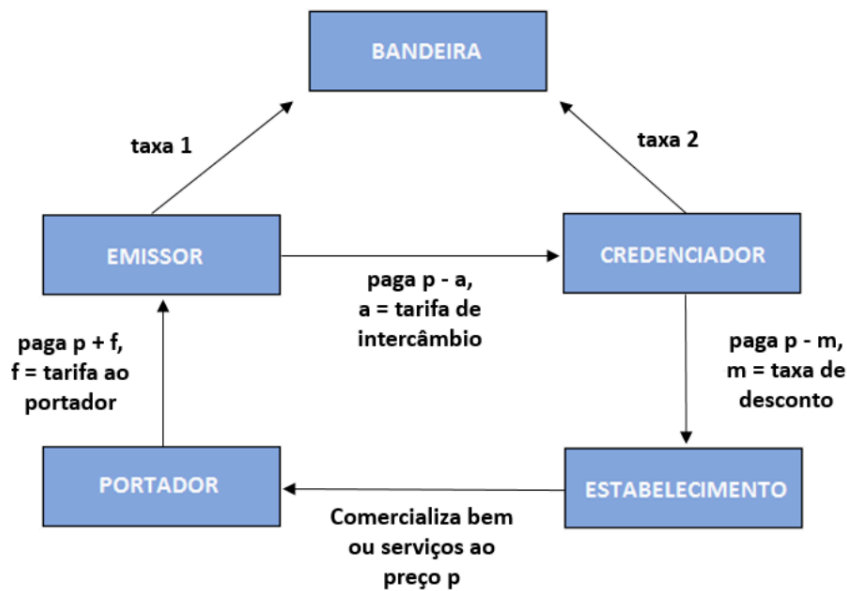 BANDEIRA
taxa 1
taxa 2
EMISSOR
CREDENCIADOR
paga p - a,
a = tarifa de
intercâmbio
paga p + f,
f = tarifa ao
portador
paga p - m,
m = taxa de
desconto
PORTADOR
ESTABELECIMENTO
Comercializa bem
ou serviços ao
preço p